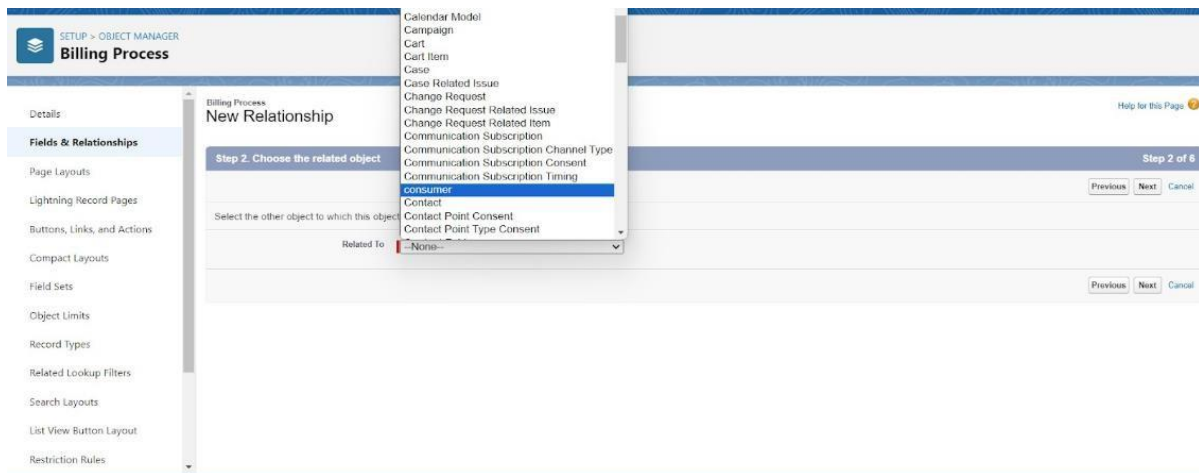 SETUP > OBJECT MANAGER
Billing Process
Details
Fields & Relationships
Page Layouts
Lightning Record Pages
Buttons, Links, and Actions
Compact Layouts
Field Sets
Object Limits
Record Types
Related Lookup Filters
Search Layouts
List View Button Layout
Restriction Rules
Billing Process
New Relationship
Help for this Page
Step 2. Choose the related object
Step 2 of 6
Previous Next Cancel
Select the other object to which this object
Related To
--None--
Calendar Model
Campaign
Cart
Cart Item
Case
Case Related Issue
Change Request
Change Request Related Issue
Change Request Related Item
Communication Subscription
Communication Subscription Channel Type
Communication Subscription Consent
Communication Subscription Timing
consumer
Contact
Contact Point Consent
Contact Point Type Consent
Previous Next Cancel